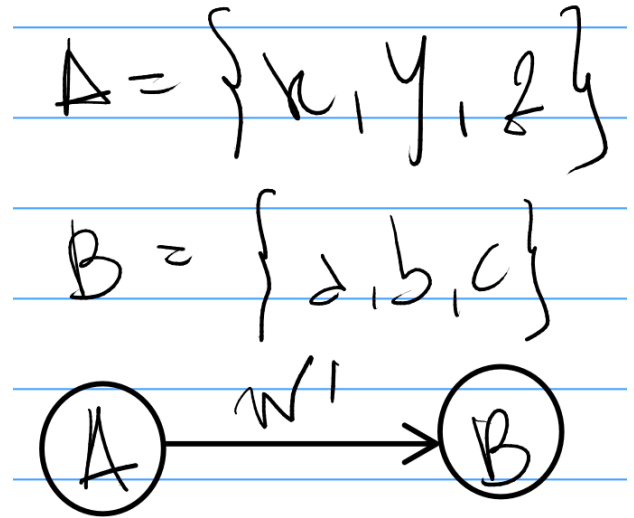 A = {x, y, z}
B = {a, b, c}
W1
A B